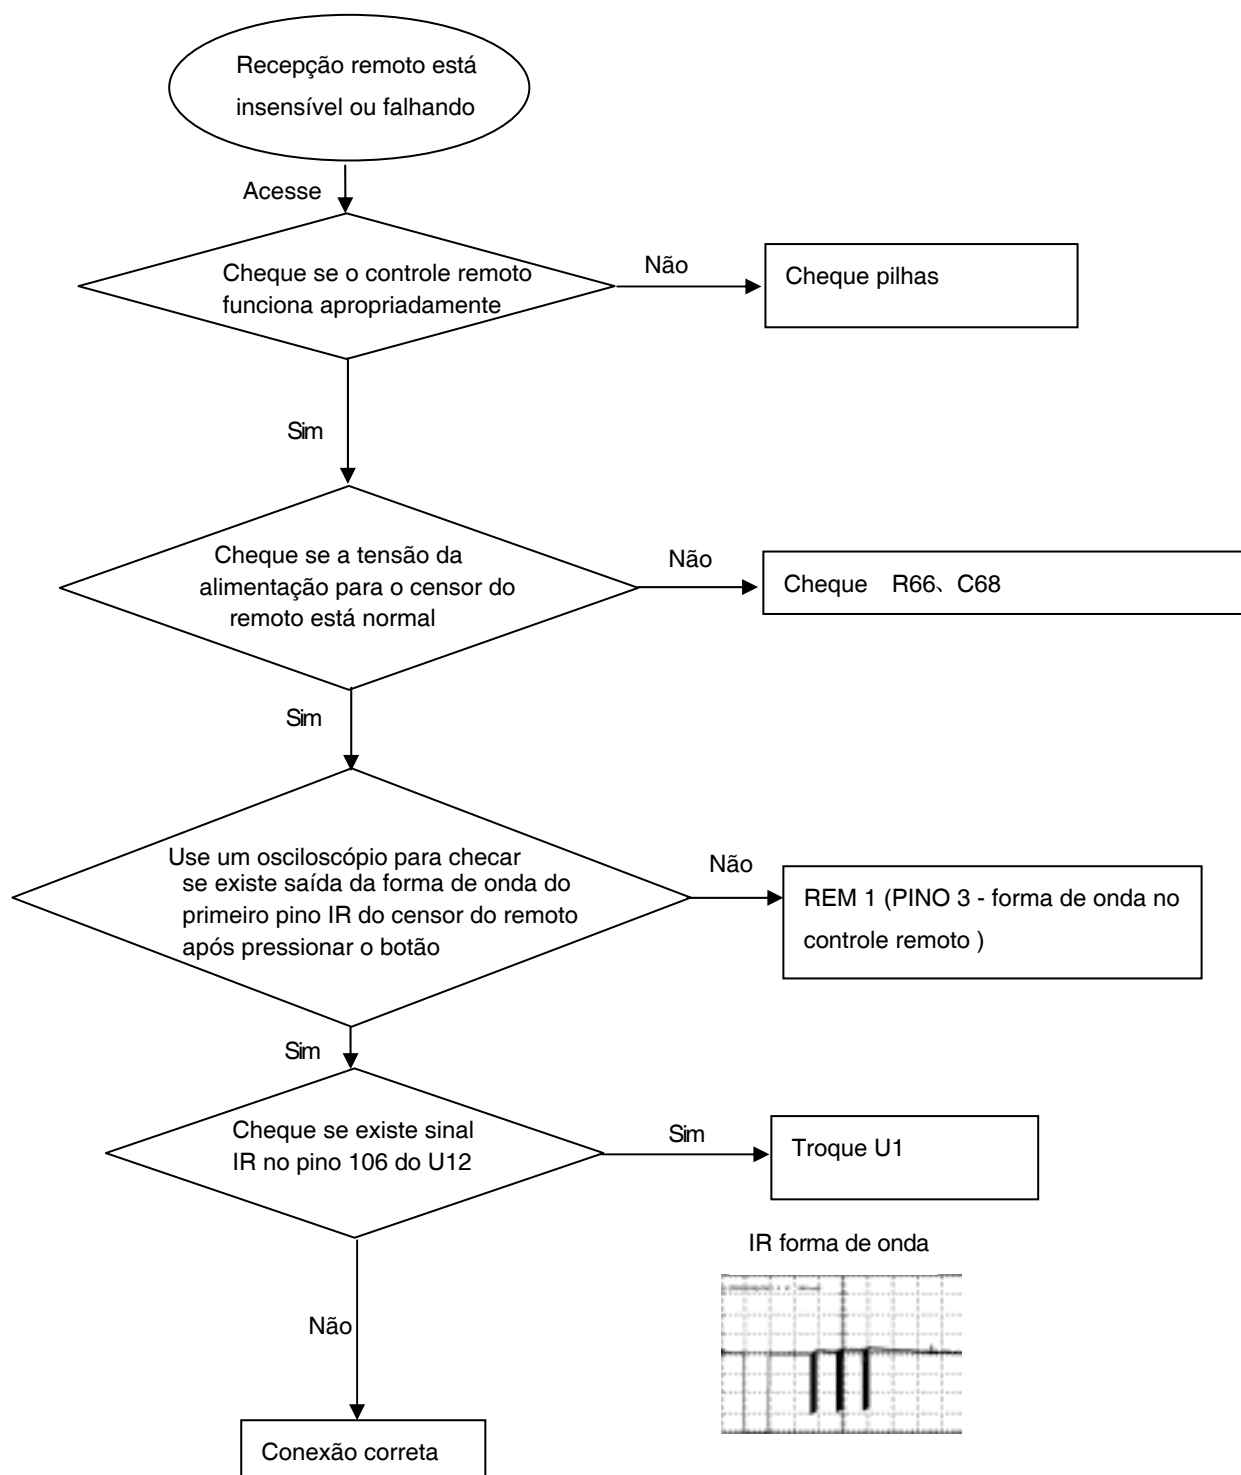 Recepção remoto está
insensível ou falhando
Acesse
Cheque se o controle remoto
funciona apropriadamente
Não
Cheque pilhas
Sim
Cheque se a tensão da
alimentação para o censor do
remoto está normal
Não
Cheque R66、C68
Sim
Use um osciloscópio para checar
se existe saída da forma de onda do
primeiro pino IR do censor do remoto
após pressionar o botão
Não
REM 1 (PINO 3 - forma de onda no
controle remoto )
Sim
Cheque se existe sinal
IR no pino 106 do U12
Sim
Troque U1
IR forma de onda
Não
Conexão correta